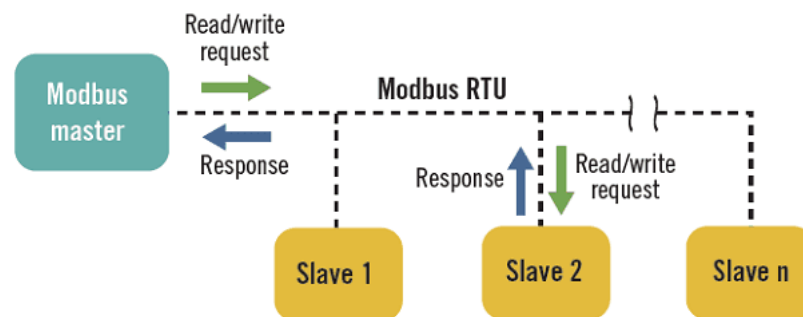 Read/write
request
Modbus
master
Modbus RTU
Response
Response
Read/write
request
Slave 1
Slave 2
Slave n